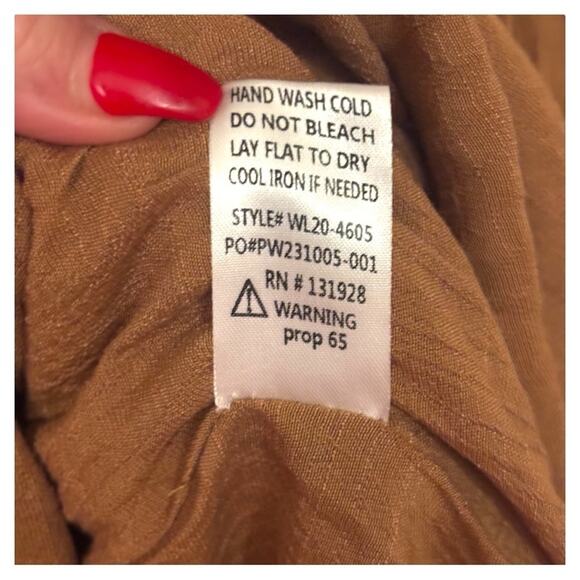 HAND WASH COLD
DO NOT BLEACH
LAY FLAT TO DRY
COOL IRON IF NEEDED
STYLE# WL20-4605
PO#PW231005-001
RN # 131928
WARNING
prop 65